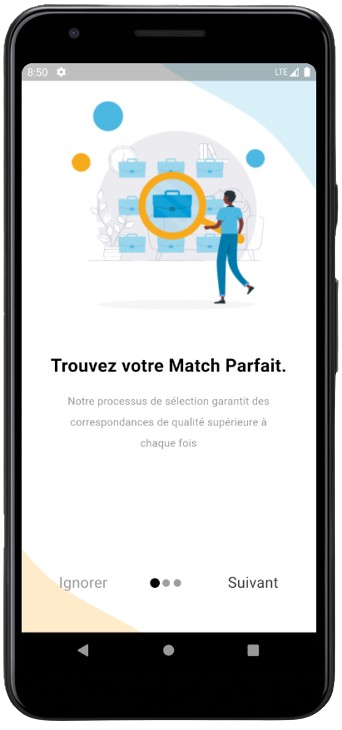 8:50 LTE
Trouvez votre Match Parfait.
Notre processus de sélection garantit des
correspondances de qualité supérieure à
chaque fois
Ignorer Suivant